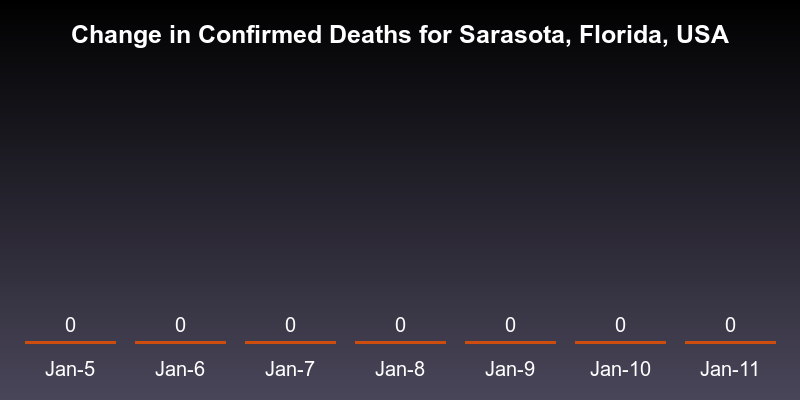 Change in Confirmed Deaths for Sarasota, Florida, USA
0 0 0 0 0 0 0
Jan-5 Jan-6 Jan-7 Jan-8 Jan-9 Jan-10 Jan-11